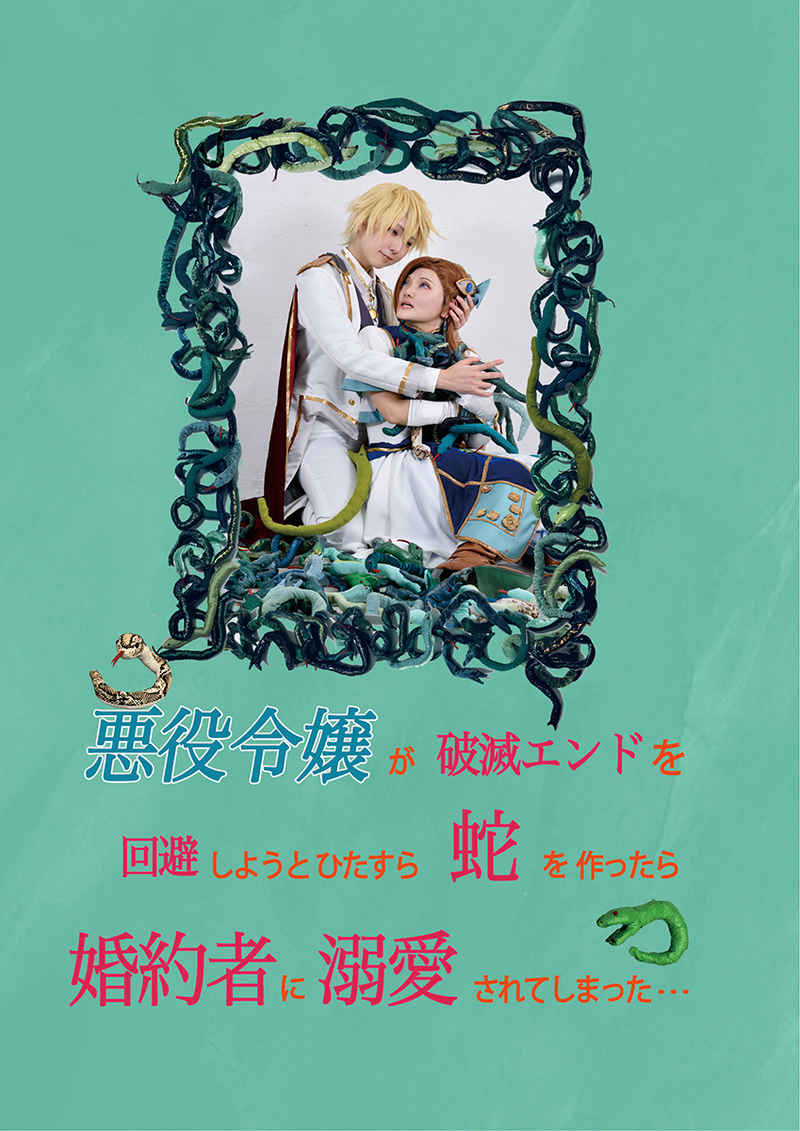 悪役令嬢が破滅エンドを
回避しようとひたすら蛇を作ったら
婚約者に溺愛されてしまった…